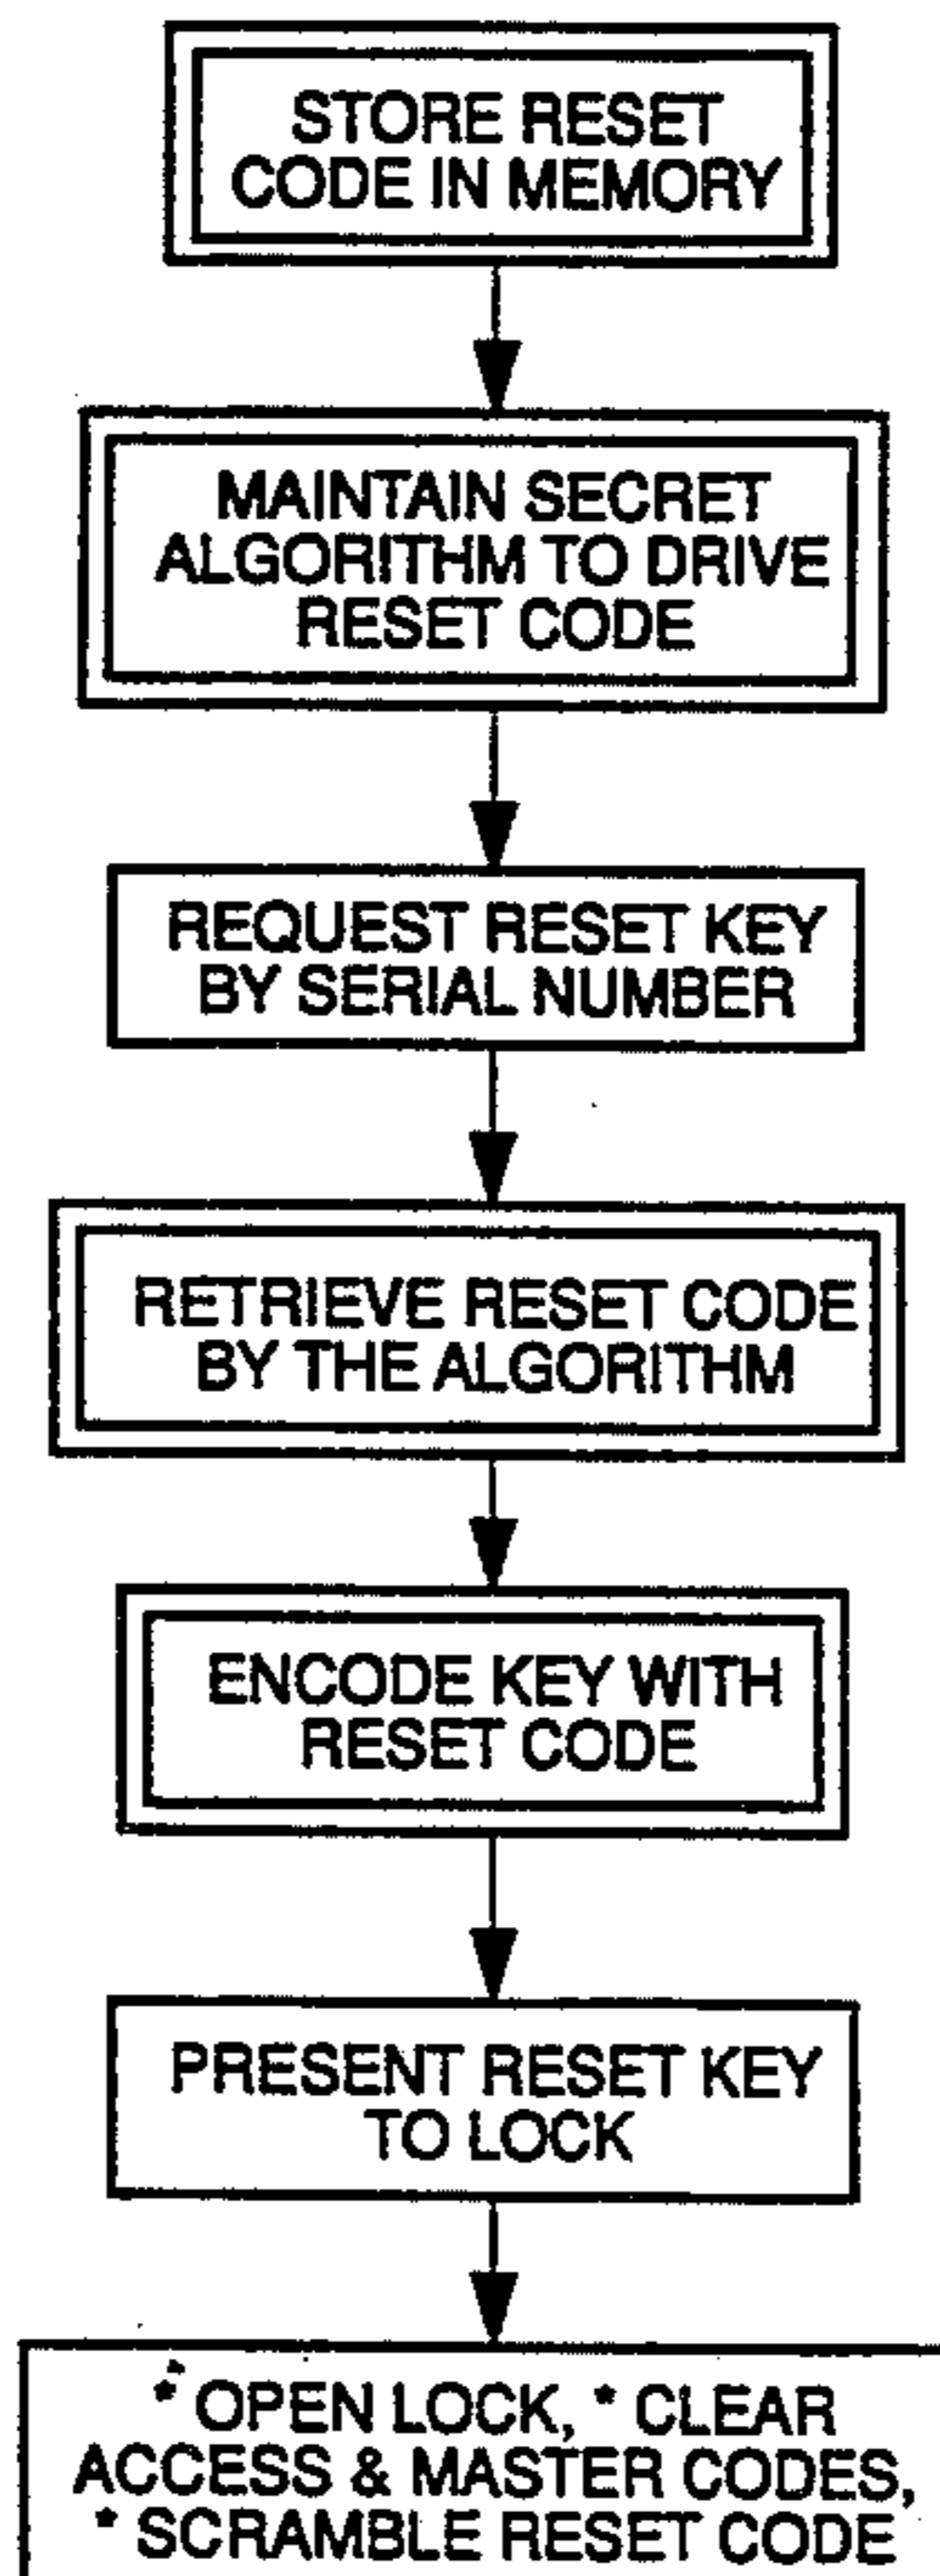 STORE RESET
CODE IN MEMORY
MAINTAIN SECRET
ALGORITHM TO DRIVE
RESET CODE
REQUEST RESET KEY
BY SERIAL NUMBER
RETRIEVE RESET CODE
BY THE ALGORITHM
ENCODE KEY WITH
RESET CODE
PRESENT RESET KEY
TO LOCK
* OPEN LOCK, * CLEAR
ACCESS & MASTER CODES,
* SCRAMBLE RESET CODE